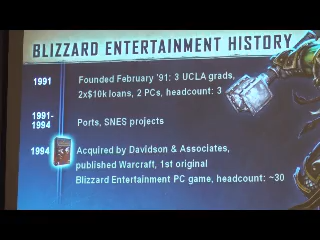 BLIZZARD ENTERTAINMENT HISTORY
1991 Founded February '91; 3 UCLA grads,
2x$10k loans, 2 PCs, headcount: 3
1991-
1994 Ports, SNES projects
1994 Acquired by Davidson & Associates,
published Warcraft, 1st original
Blizzard Entertainment PC game, headcount: ~30